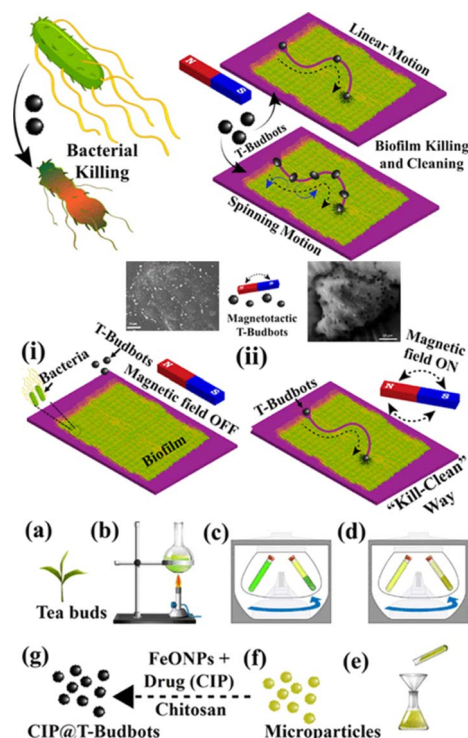 Linear Motion
N
S
Bacterial
Killing
T-Budbots
Biofilm Killing
and Cleaning
Spinning Motion
N
S
Magnetotactic
T-Budbots
(i)
T-Budbots
Bacteria
N
S
Magnetic field OFF
Biofilm
(ii)
Magnetic
field ON
N
S
T-Budbots
"Kill-Clean"
Way
(a)
(b)
(c)
(d)
Tea buds
(g)
FeONPs +
Drug (CIP)
Chitosan
(f)
(e)
CIP@T-Budbots
Microparticles